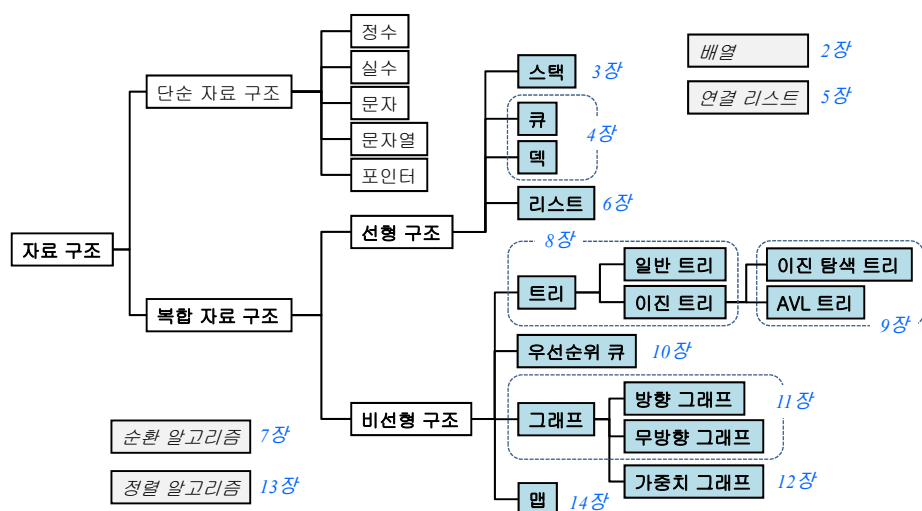 정수
실수
문자
문자열
포인터
단순 자료 구조
자료 구조
복합 자료 구조
선형 구조
비선형 구조
스택 3장
큐
덱
4장
리스트 6장
배열 2장
연결 리스트 5장
8장
트리
일반 트리
이진 트리
이진 탐색 트리
AVL 트리
9장
우선순위 큐 10장
그래프
방향 그래프
무방향 그래프
11장
가중치 그래프 12장
맵 14장
순환 알고리즘 7장
정렬 알고리즘 13장